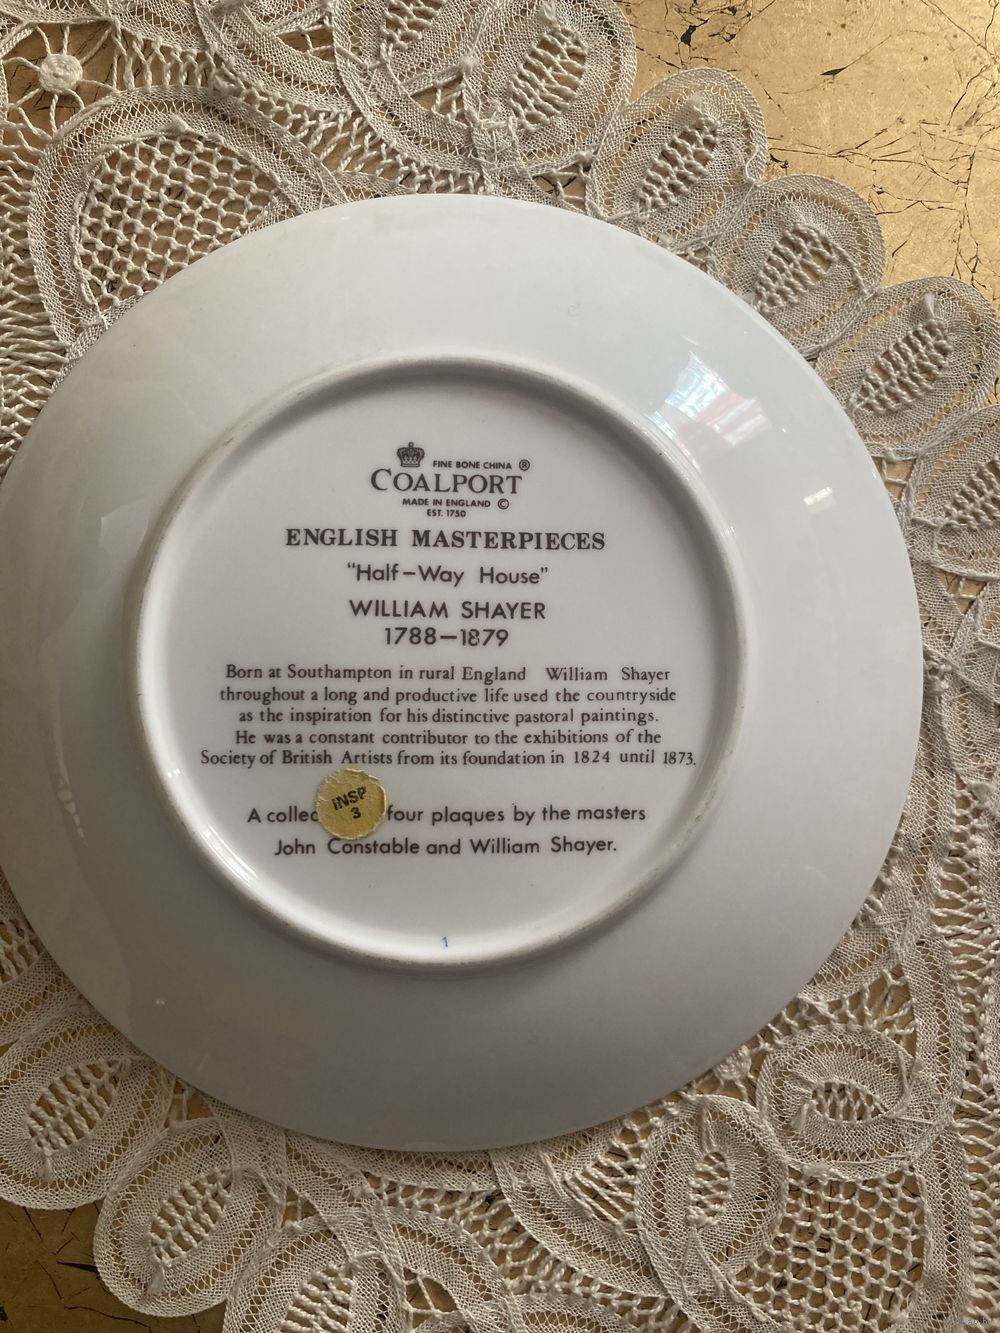 FINE BONE CHINA ®
COALPORT
MADE IN ENGLAND ©
EST. 1750
ENGLISH MASTERPIECES
“Half–Way House”
WILLIAM SHAYER
1788–1879
Born at Southampton in rural England William Shayer
throughout a long and productive life used the countryside
as the inspiration for his distinctive pastoral paintings.
He was a constant contributor to the exhibitions of the
Society of British Artists from its foundation in 1824 until 1873.
INSP
3
A collec four plaques by the masters
John Constable and William Shayer.
1